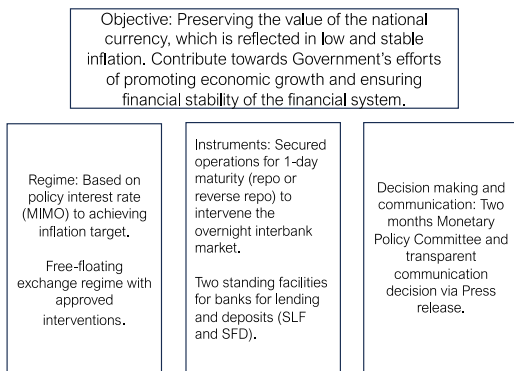 Objective: Preserving the value of the national
currency, which is reflected in low and stable
inflation. Contribute towards Government's efforts
of promoting economic growth and ensuring
financial stability of the financial system.
Regime: Based on
policy interest rate
(MIMO) to achieving
inflation target.
Free-floating
exchange regime with
approved
interventions.
Instruments: Secured
operations for 1-day
maturity (repo or
reverse repo) to
intervene the
overnight interbank
market.
Two standing facilities
for banks for lending
and deposits (SLF
and SFD).
Decision making and
communication: Two
months Monetary
Policy Committee and
transparent
communication
decision via Press
release.